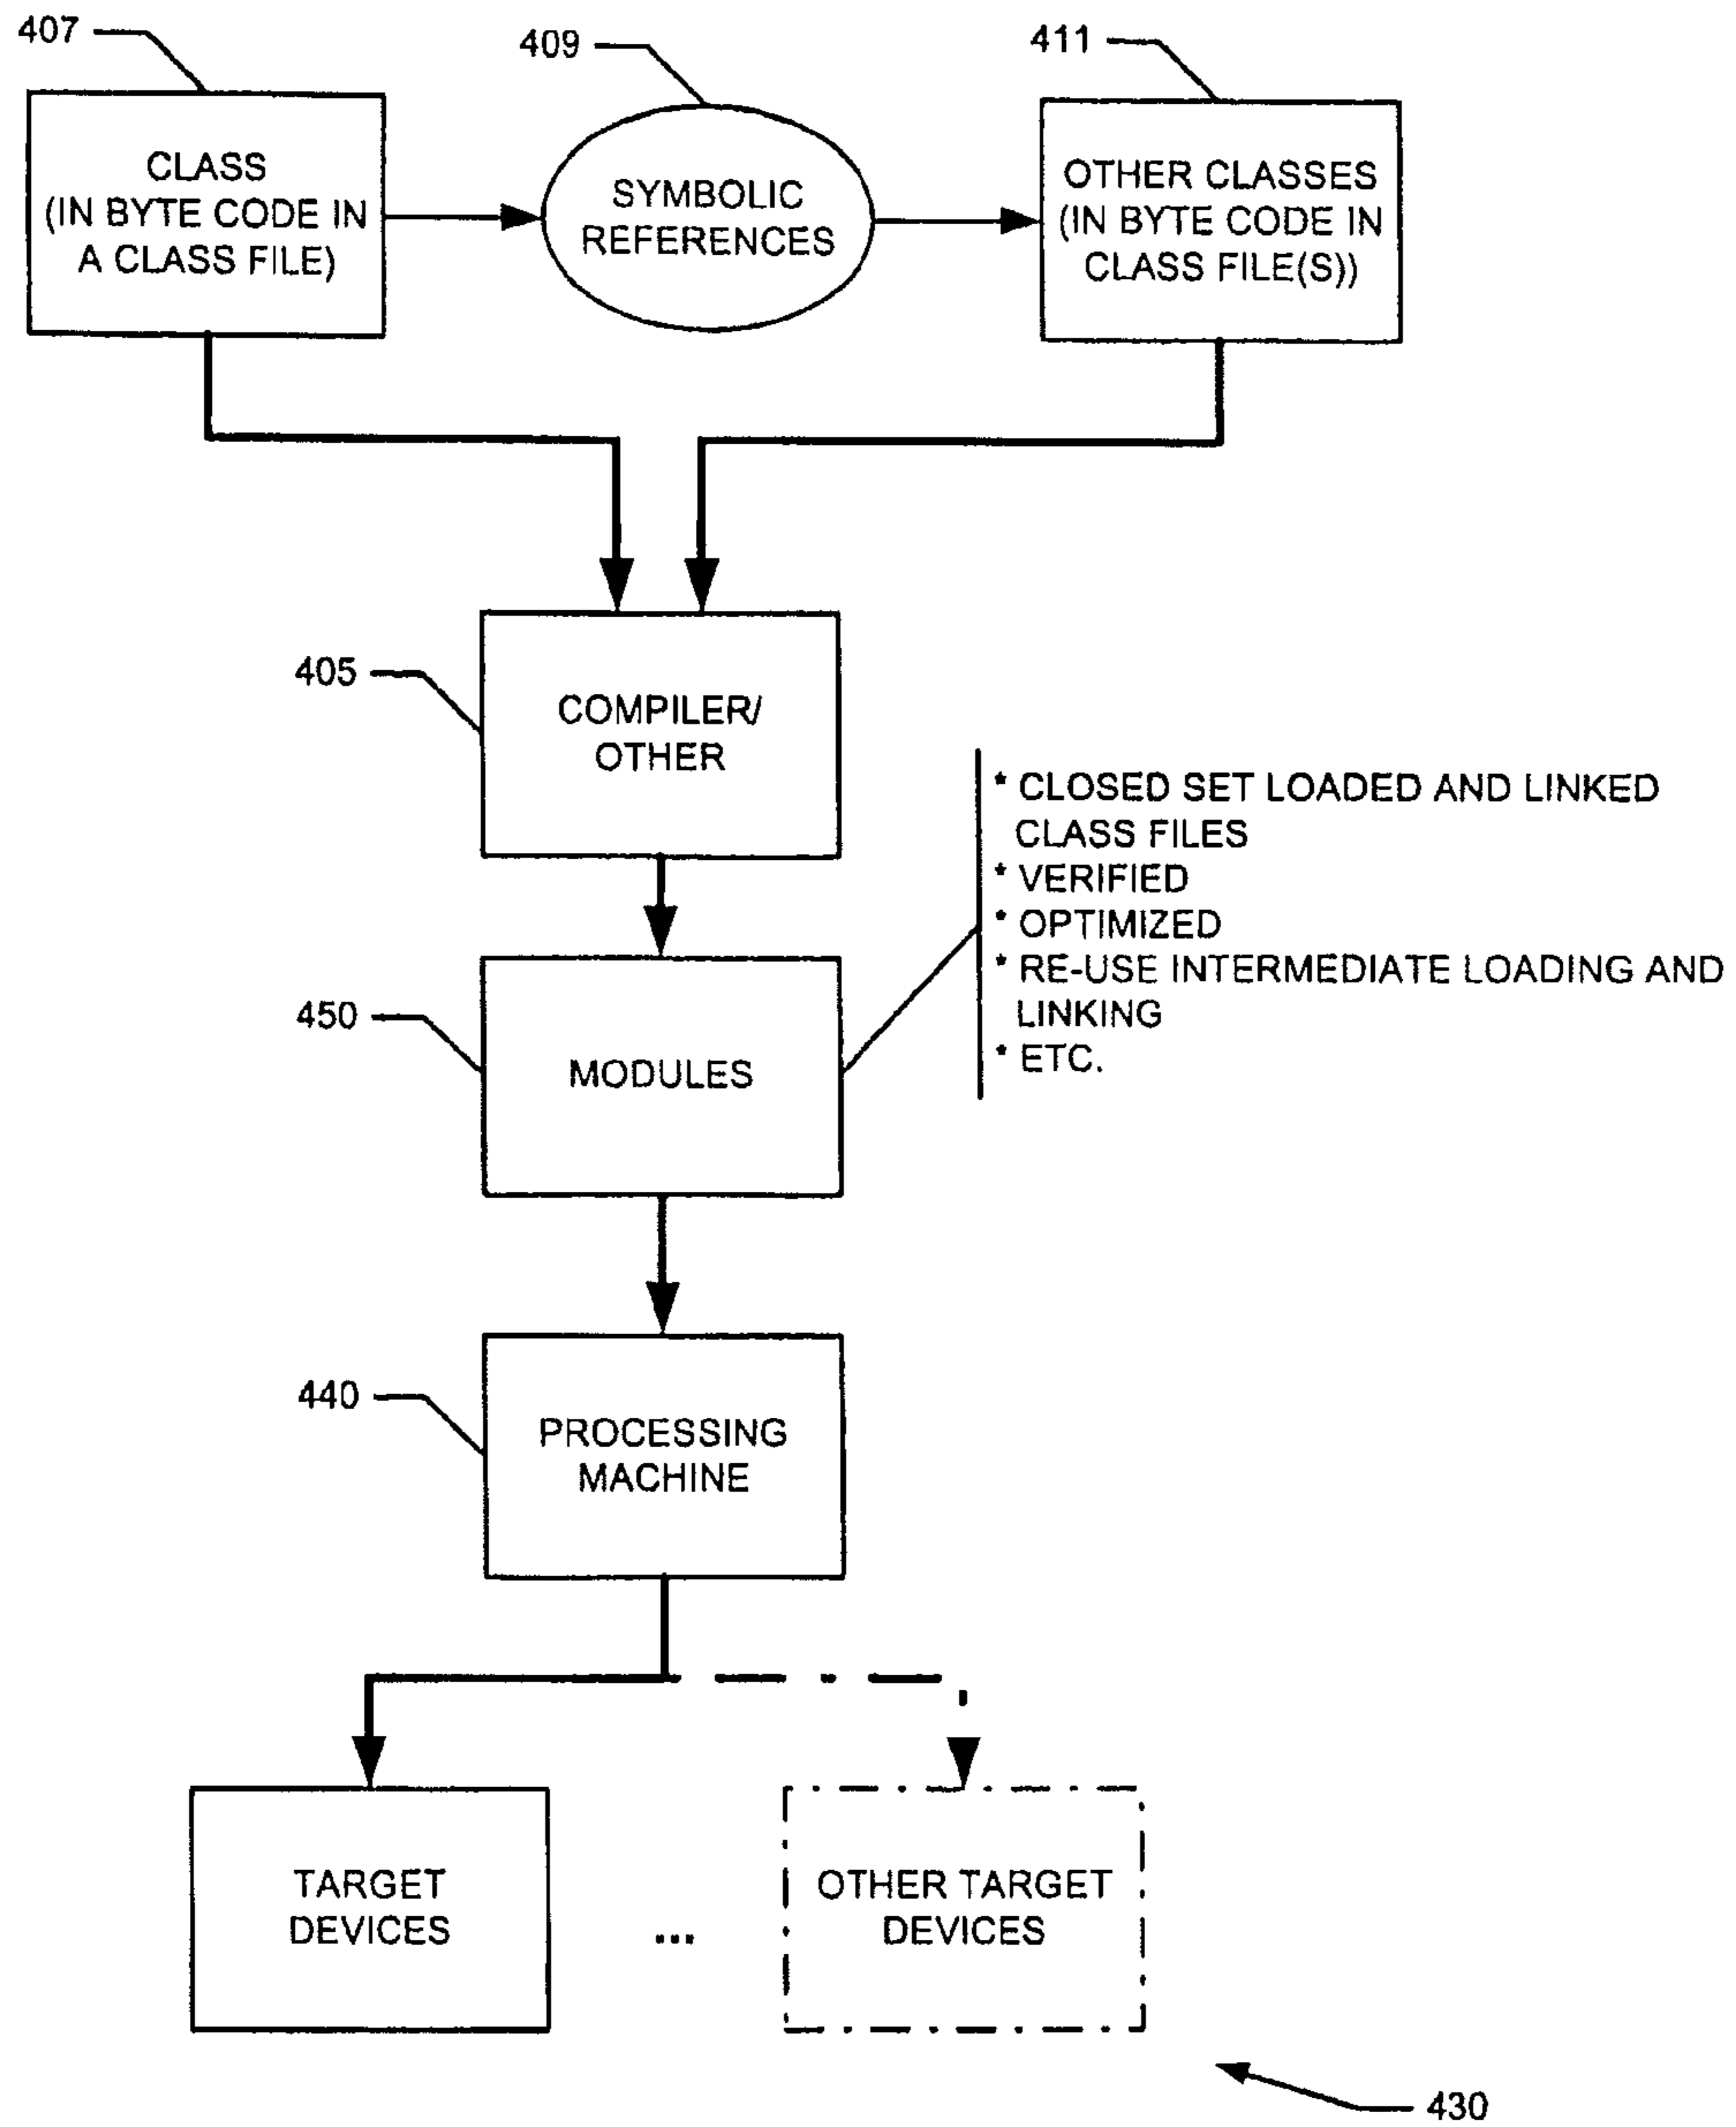 407
409
411
CLASS
(IN BYTE CODE IN
A CLASS FILE)
SYMBOLIC
REFERENCES
OTHER CLASSES
(IN BYTE CODE IN
CLASS FILE(S))
405
COMPILER/
OTHER
* CLOSED SET LOADED AND LINKED
CLASS FILES
* VERIFIED
* OPTIMIZED
* RE-USE INTERMEDIATE LOADING AND
LINKING
* ETC.
450
MODULES
440
PROCESSING
MACHINE
TARGET
DEVICES
...
OTHER TARGET
DEVICES
430